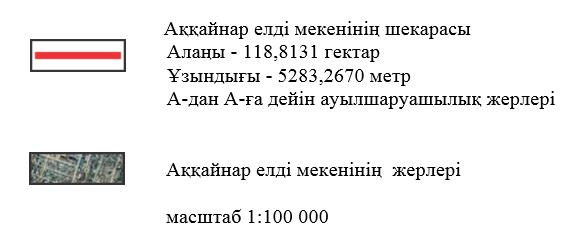 Аққайнар елді мекенінің шекарасы
Алаңы - 118,8131 гектар
Ұзындығы - 5283,2670 метр
А-дан А-ға дейін ауылшаруашылық жерлері
Аққайнар елді мекенінің жерлері
масштаб 1:100 000